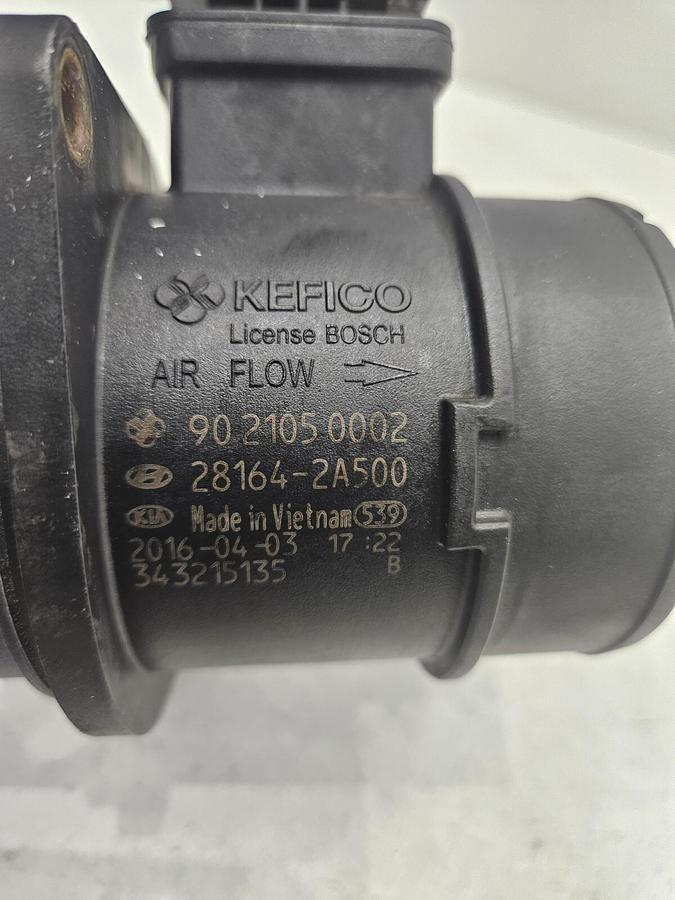 KEFICO
License BOSCH
AIR FLOW
90 2105 0002
28164-2A500
KIA Made in Vietnam 539
2016-04-03 17:22
343215135 B